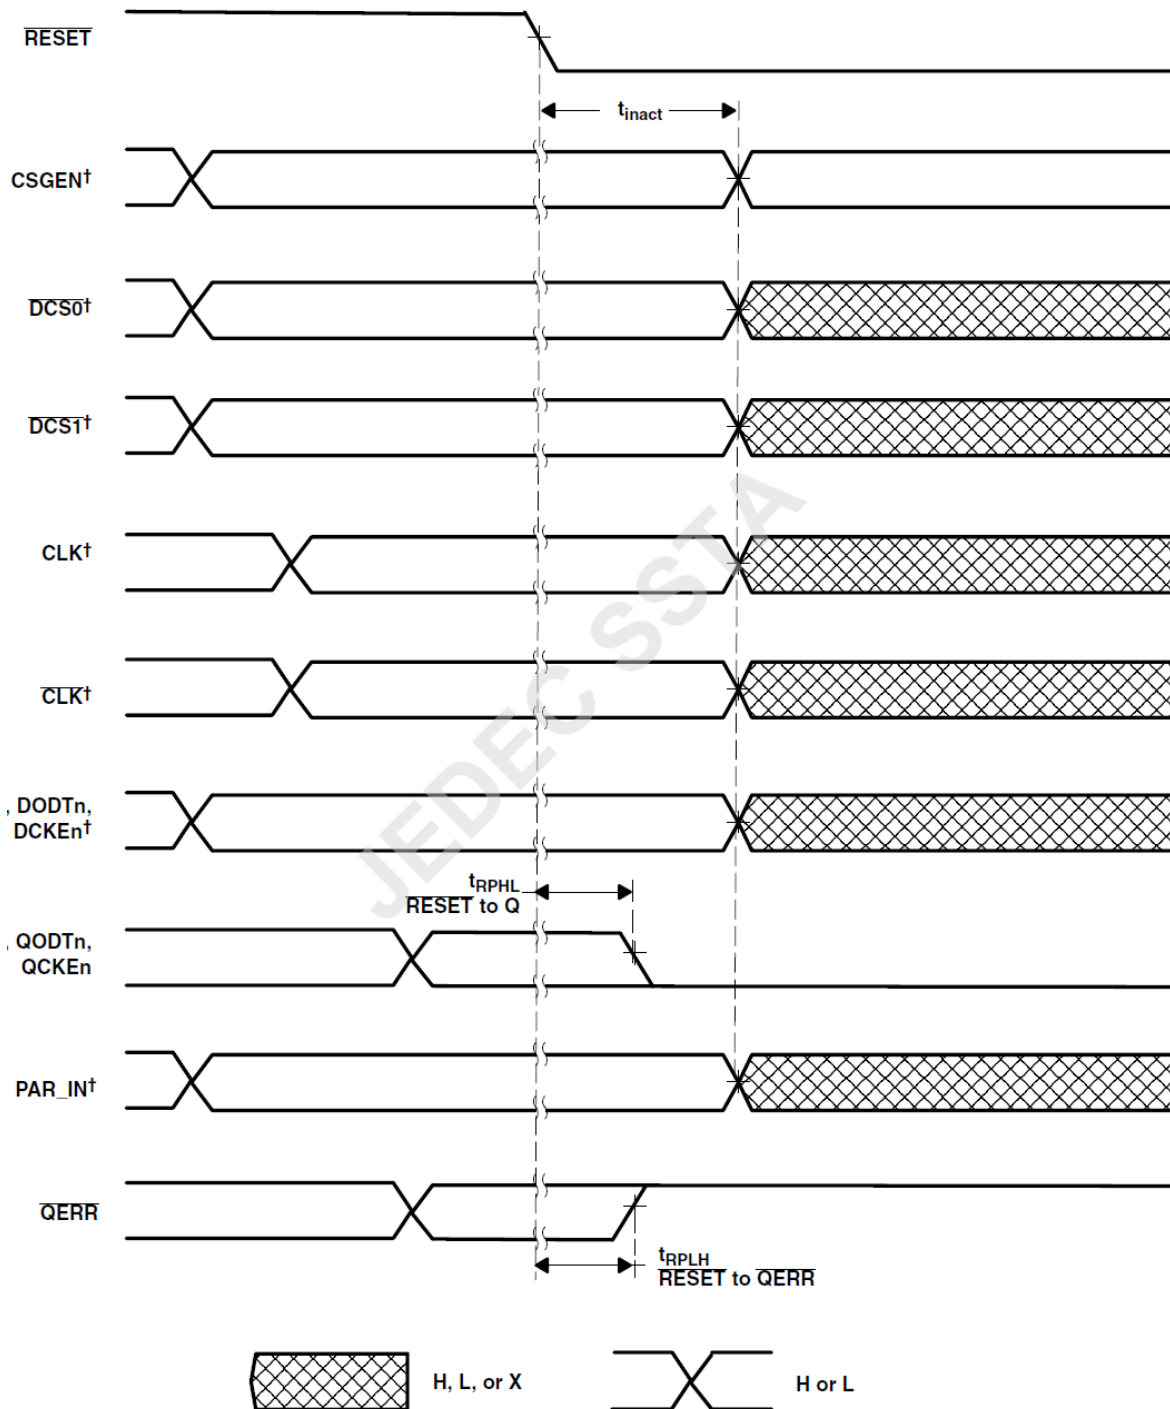 RESET
tinact
CSGEN†
DCS0†
DCS1†
CLK†
CLK†
, DODTn,
DCKEn†
tRPHL
RESET to Q
, QODTn,
QCKEn
PAR_IN†
QERR
tRPLH
RESET to QERR
H, L, or X
H or L
JEDEC SSTA